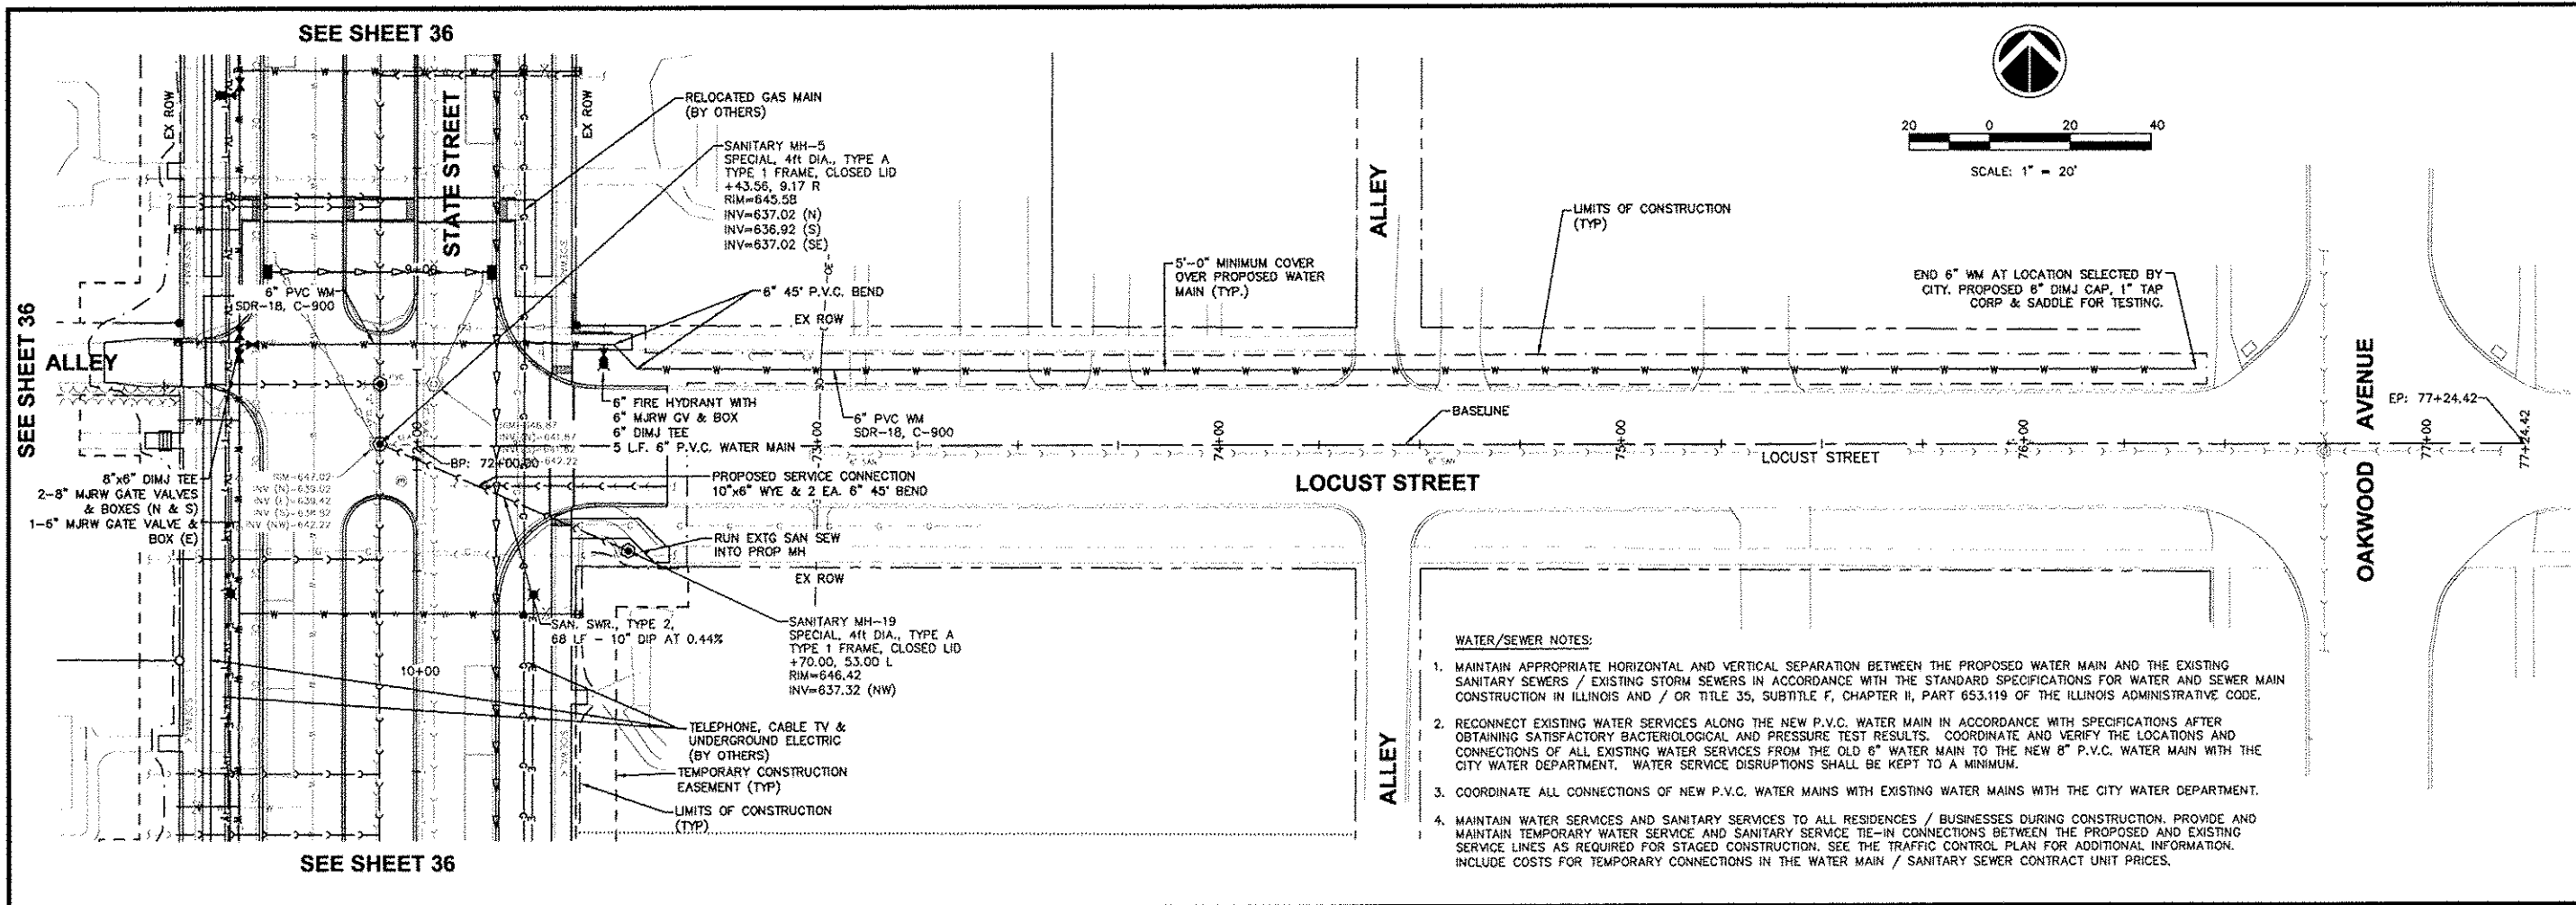 SEE SHEET 36
SEE SHEET 36
SEE SHEET 36
EX ROW
STATE STREET
EX ROW
ALLEY
RELOCATED GAS MAIN
(BY OTHERS)
SANITARY MH-5
SPECIAL, 4ft DIA., TYPE A
TYPE 1 FRAME, CLOSED LID
+43.56, 9.17 R
RIM=645.58
INV=637.02 (N)
INV=636.92 (S)
INV=637.02 (SE)
9+00
6" PVC WM
SDR-18, C-900
6" 45° P.V.C. BEND
EX ROW
5'-0" MINIMUM COVER
OVER PROPOSED WATER
MAIN (TYP.)
ALLEY
LIMITS OF CONSTRUCTION
(TYP)
20 0 20 40
SCALE: 1" = 20'
END 6" WM AT LOCATION SELECTED BY
CITY. PROPOSED 6" DIMJ CAP, 1" TAP
CORP & SADDLE FOR TESTING.
6" FIRE HYDRANT WITH
6" MJRW GV & BOX
6" DIMJ TEE
5 L.F. 6" P.V.C. WATER MAIN
6" PVC WM
SDR-18, C-900
73+00
BASELINE
74+00
75+00
76+00
77+00
77+24.42
EP: 77+24.42
OAKWOOD AVENUE
LOCUST STREET
LOCUST STREET
BP: 72+00.00
642.22
8"x6" DIMJ TEE
2-8" MJRW GATE VALVES
& BOXES (N & S)
1-6" MJRW GATE VALVE &
BOX (E)
RIM=647.02
INV (N)=639.02
INV (NW)=642.22
PROPOSED SERVICE CONNECTION
10"x6" WYE & 2 EA. 6" 45° BEND
RUN EXTG SAN SEW
INTO PROP MH
EX ROW
SANITARY MH-19
SPECIAL, 4ft DIA., TYPE A
TYPE 1 FRAME, CLOSED LID
+70.00, 53.00 L
RIM=646.42
INV=637.32 (NW)
SAN. SWR., TYPE 2,
68 LF - 10" DIP AT 0.44%
10+00
TELEPHONE, CABLE TV &
UNDERGROUND ELECTRIC
(BY OTHERS)
TEMPORARY CONSTRUCTION
EASEMENT (TYP)
LIMITS OF CONSTRUCTION
(TYP)
ALLEY
WATER/SEWER NOTES:
1. MAINTAIN APPROPRIATE HORIZONTAL AND VERTICAL SEPARATION BETWEEN THE PROPOSED WATER MAIN AND THE EXISTING
SANITARY SEWERS / EXISTING STORM SEWERS IN ACCORDANCE WITH THE STANDARD SPECIFICATIONS FOR WATER AND SEWER MAIN
CONSTRUCTION IN ILLINOIS AND / OR TITLE 35, SUBTITLE F, CHAPTER II, PART 653.119 OF THE ILLINOIS ADMINISTRATIVE CODE.
2. RECONNECT EXISTING WATER SERVICES ALONG THE NEW P.V.C. WATER MAIN IN ACCORDANCE WITH SPECIFICATIONS AFTER
OBTAINING SATISFACTORY BACTERIOLOGICAL AND PRESSURE TEST RESULTS. COORDINATE AND VERIFY THE LOCATIONS AND
CONNECTIONS OF ALL EXISTING WATER SERVICES FROM THE OLD 6" WATER MAIN TO THE NEW 8" P.V.C. WATER MAIN WITH THE
CITY WATER DEPARTMENT. WATER SERVICE DISRUPTIONS SHALL BE KEPT TO A MINIMUM.
3. COORDINATE ALL CONNECTIONS OF NEW P.V.C. WATER MAINS WITH EXISTING WATER MAINS WITH THE CITY WATER DEPARTMENT.
4. MAINTAIN WATER SERVICES AND SANITARY SERVICES TO ALL RESIDENCES / BUSINESSES DURING CONSTRUCTION. PROVIDE AND
MAINTAIN TEMPORARY WATER SERVICE AND SANITARY SERVICE TIE-IN CONNECTIONS BETWEEN THE PROPOSED AND EXISTING
SERVICE LINES AS REQUIRED FOR STAGED CONSTRUCTION. SEE THE TRAFFIC CONTROL PLAN FOR ADDITIONAL INFORMATION.
INCLUDE COSTS FOR TEMPORARY CONNECTIONS IN THE WATER MAIN / SANITARY SEWER CONTRACT UNIT PRICES.
SEE SHEET 36